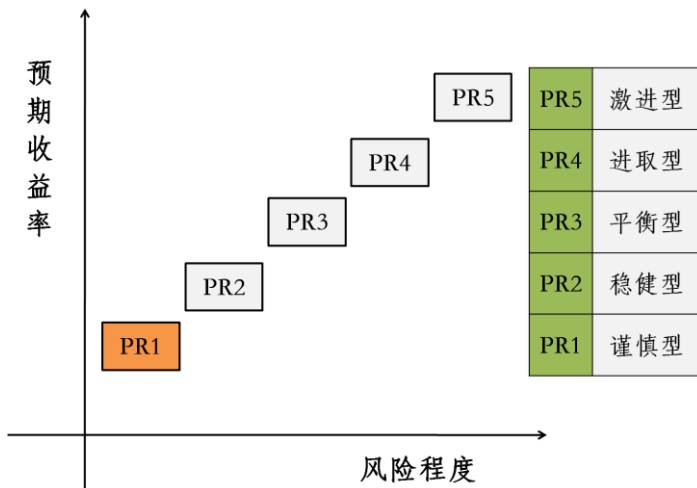 预期收益率
PR5
PR4
PR3
PR2
PR1
风险程度
PR5 激进型
PR4 进取型
PR3 平衡型
PR2 稳健型
PR1 谨慎型